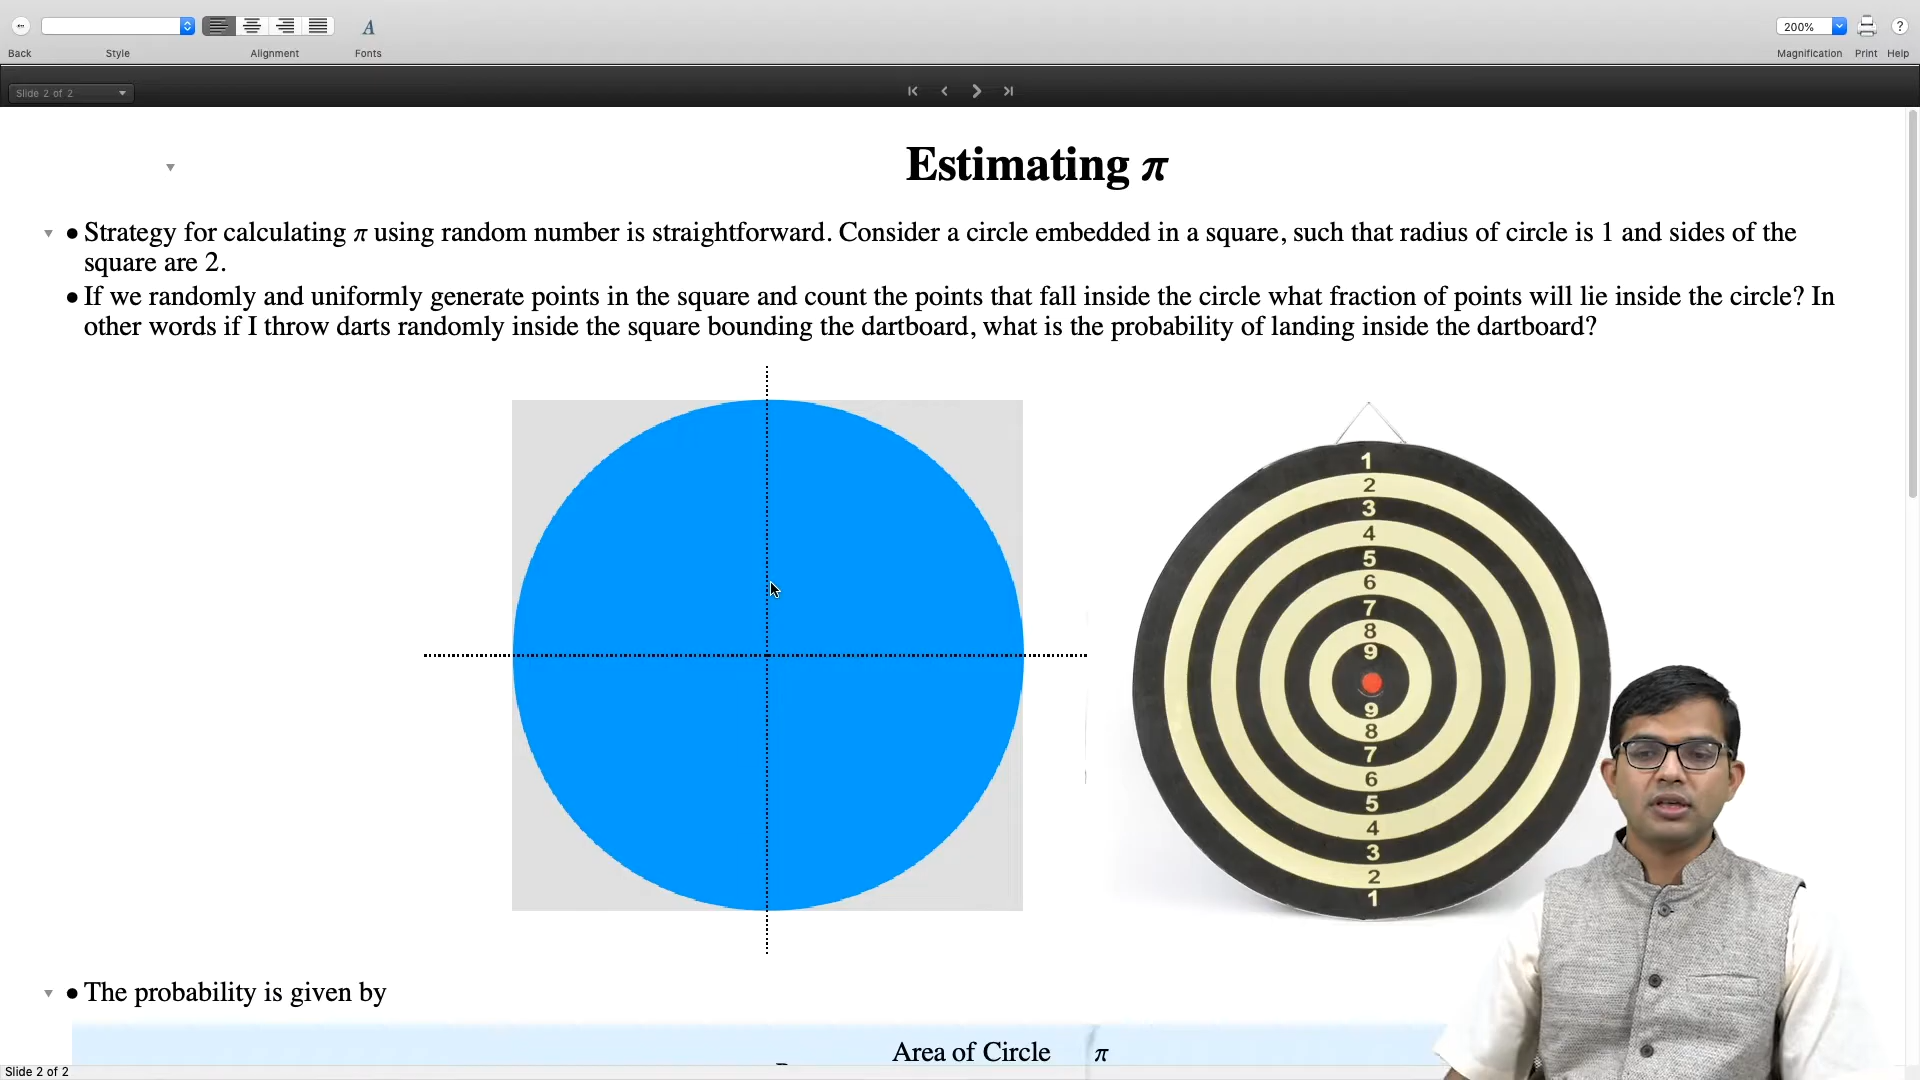 200%
Back Style Alignment Fonts Magnification Print Help
Slide 2 of 2
Estimating π
● Strategy for calculating π using random number is straightforward. Consider a circle embedded in a square, such that radius of circle is 1 and sides of the
square are 2.
● If we randomly and uniformly generate points in the square and count the points that fall inside the circle what fraction of points will lie inside the circle? In
other words if I throw darts randomly inside the square bounding the dartboard, what is the probability of landing inside the dartboard?
1
2
3
4
5
6
7
8
9
9
8
7
6
5
4
3
2
1
● The probability is given by
Area of Circle π
Slide 2 of 2